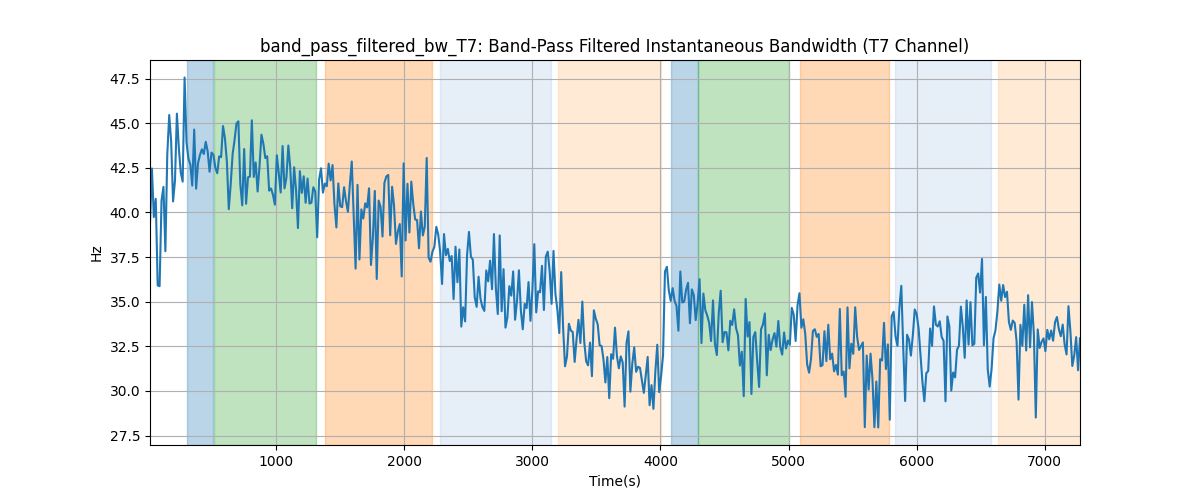 band_pass_filtered_bw_T7: Band-Pass Filtered Instantaneous Bandwidth (T7 Channel)
47.5
45.0
42.5
40.0
37.5
35.0
32.5
30.0
27.5
Hz
1000 2000 3000 4000 5000 6000 7000
Time(s)